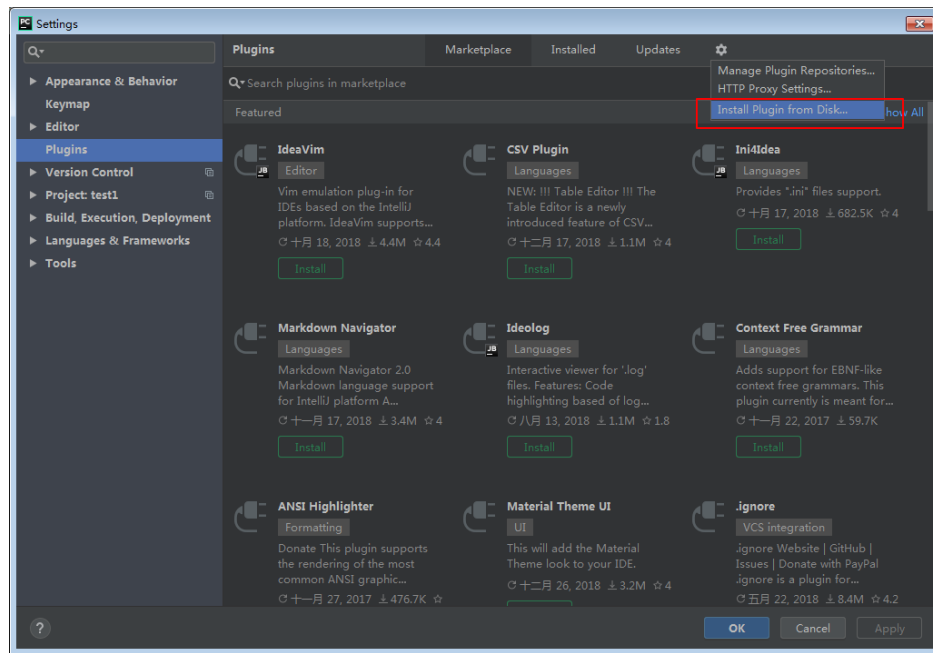 PC Settings
Plugins Marketplace Installed Updates
Appearance & Behavior
Keymap
Editor
Plugins
Version Control
Project: test1
Build, Execution, Deployment
Languages & Frameworks
Tools
Search plugins in marketplace
Manage Plugin Repositories...
HTTP Proxy Settings...
Install Plugin from Disk...
Featured how All
IdeaVim
Editor
Vim emulation plug-in for
IDEs based on the IntelliJ
platform. IdeaVim supports...
十月 18, 2018 4.4M 4.4
Install
CSV Plugin
Languages
NEW: !!! Table Editor !!! The
Table Editor is a newly
introduced feature of CSV...
十二月 17, 2018 1.1M 4
Install
Ini4Idea
Languages
Provides ".ini" files support.
十月 17, 2018 682.5K 4
Install
Markdown Navigator
Languages
Markdown Navigator 2.0
Markdown language support
for IntelliJ platform A...
十一月 17, 2018 3.4M 4
Install
Ideolog
Languages
Interactive viewer for '.log'
files. Features: Code
highlighting based of log...
八月 13, 2018 1.1M 1.8
Install
Context Free Grammar
Languages
Adds support for EBNF-like
context free grammars. This
plugin currently is meant for...
十一月 22, 2017 59.7K
Install
ANSI Highlighter
Formatting
Donate This plugin supports
the rendering of the most
common ANSI graphic...
十一月 27, 2017 476.7K
Material Theme UI
UI
This will add the Material
Theme look to your IDE.
十二月 26, 2018 3.2M 4
.ignore
VCS integration
.ignore Website | GitHub |
Issues | Donate with PayPal
.ignore is a plugin for...
五月 22, 2018 8.4M 4.2
? OK Cancel Apply